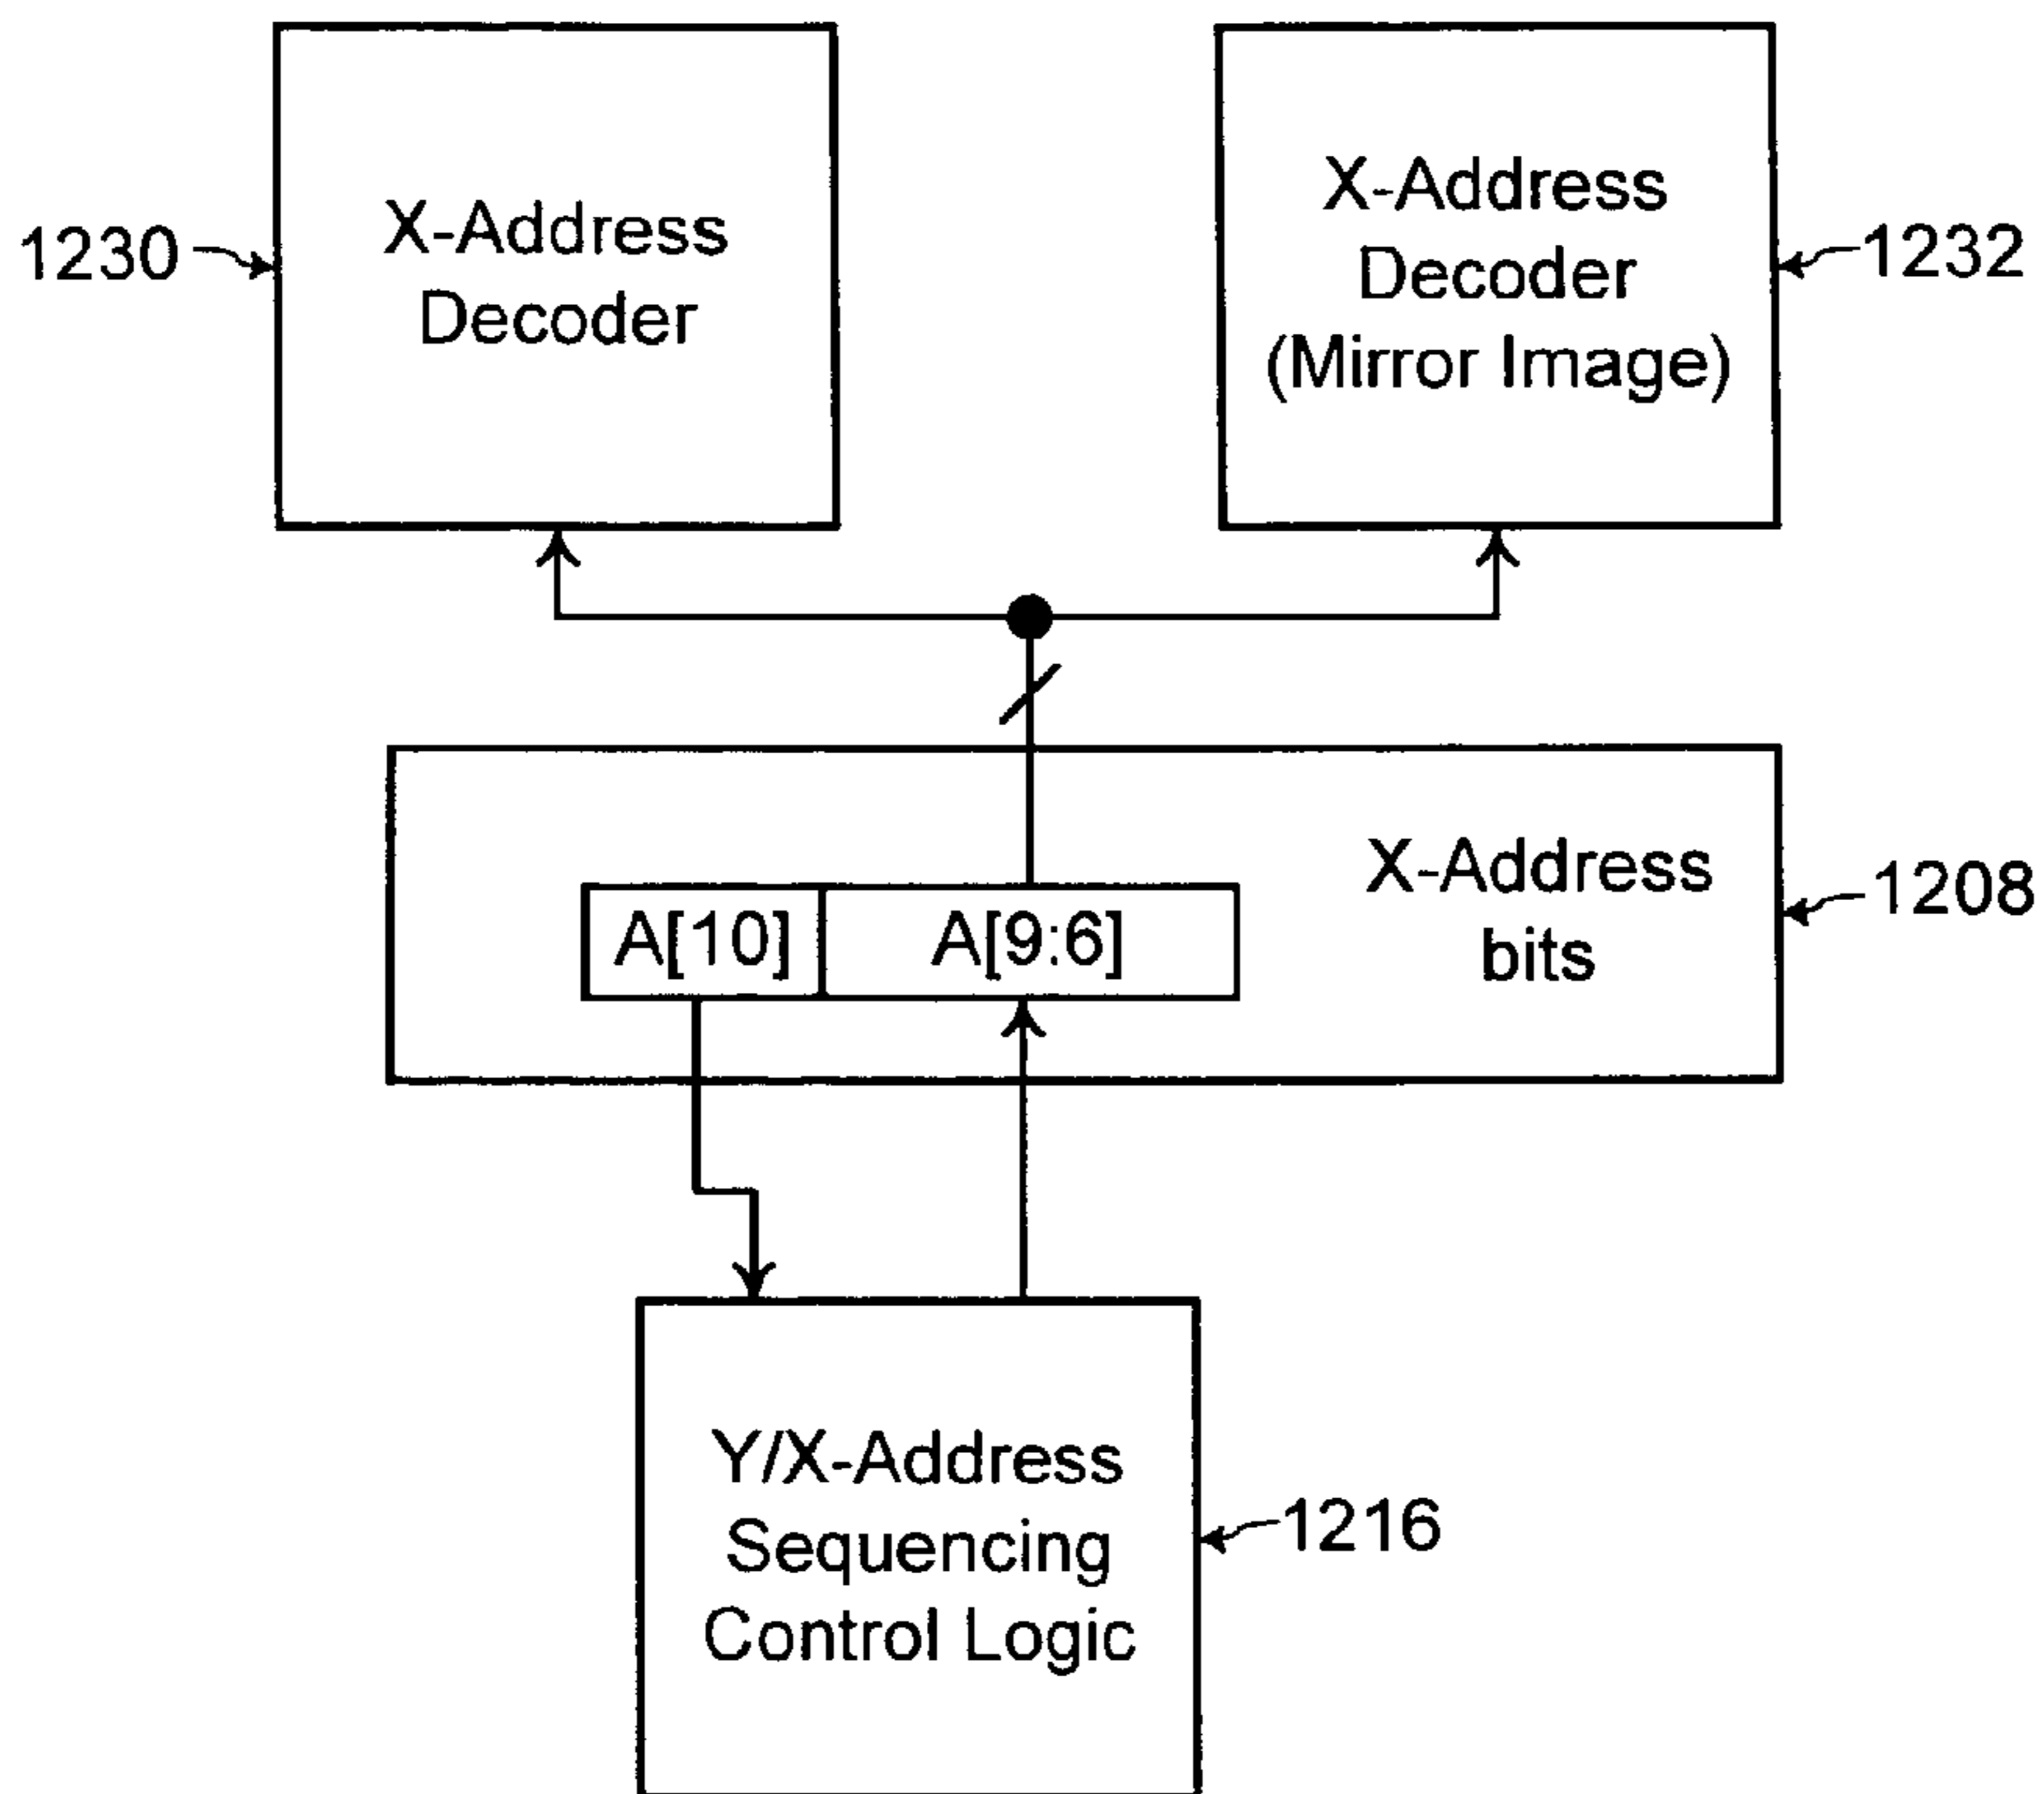 X-Address
Decoder
1230
X-Address
Decoder
(Mirror Image)
1232
A[10]
A[9:6]
X-Address
bits
1208
Y/X-Address
Sequencing
Control Logic
1216